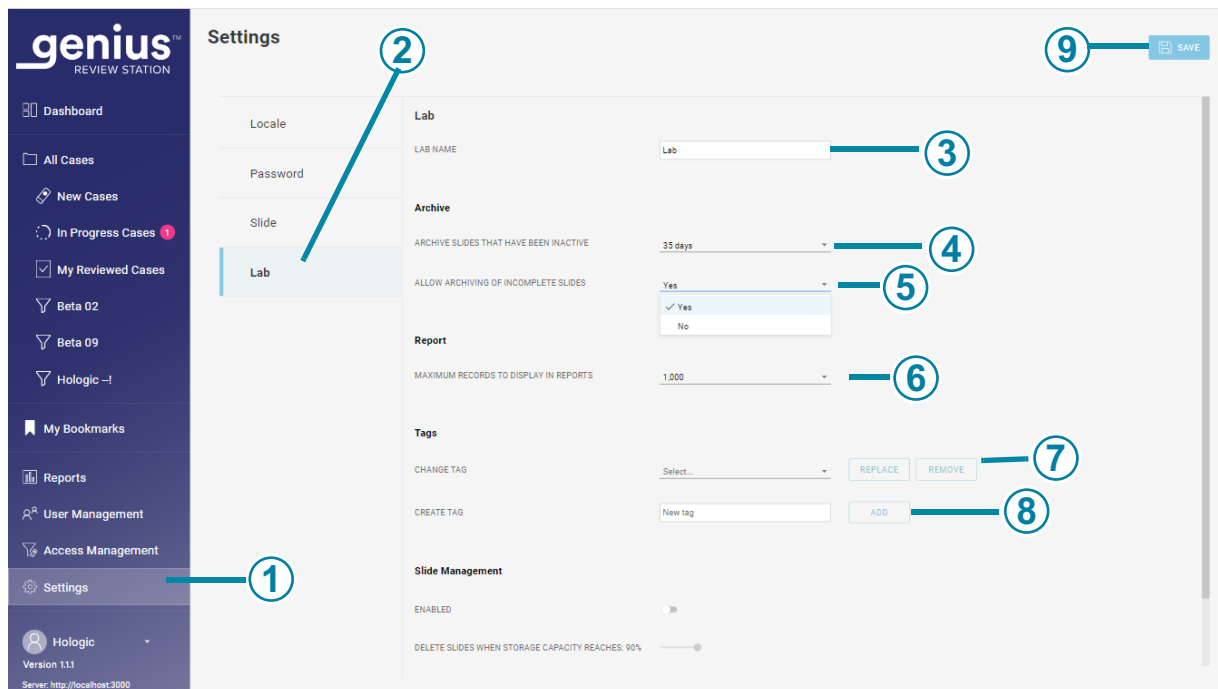 genius™
REVIEW STATION
Dashboard
All Cases
New Cases
In Progress Cases 1
My Reviewed Cases
Beta 02
Beta 09
Hologic –!
My Bookmarks
Reports
User Management
Access Management
Settings
Hologic
Version 1.1.1
Server: http://localhost:3000
Settings
SAVE
Locale
Password
Slide
Lab
Lab
LAB NAME Lab
Archive
ARCHIVE SLIDES THAT HAVE BEEN INACTIVE 35 days
ALLOW ARCHIVING OF INCOMPLETE SLIDES Yes
Yes
No
Report
MAXIMUM RECORDS TO DISPLAY IN REPORTS 1,000
Tags
CHANGE TAG Select... REPLACE REMOVE
CREATE TAG New tag ADD
Slide Management
ENABLED
DELETE SLIDES WHEN STORAGE CAPACITY REACHES: 90%
1
2
3
4
5
6
7
8
9